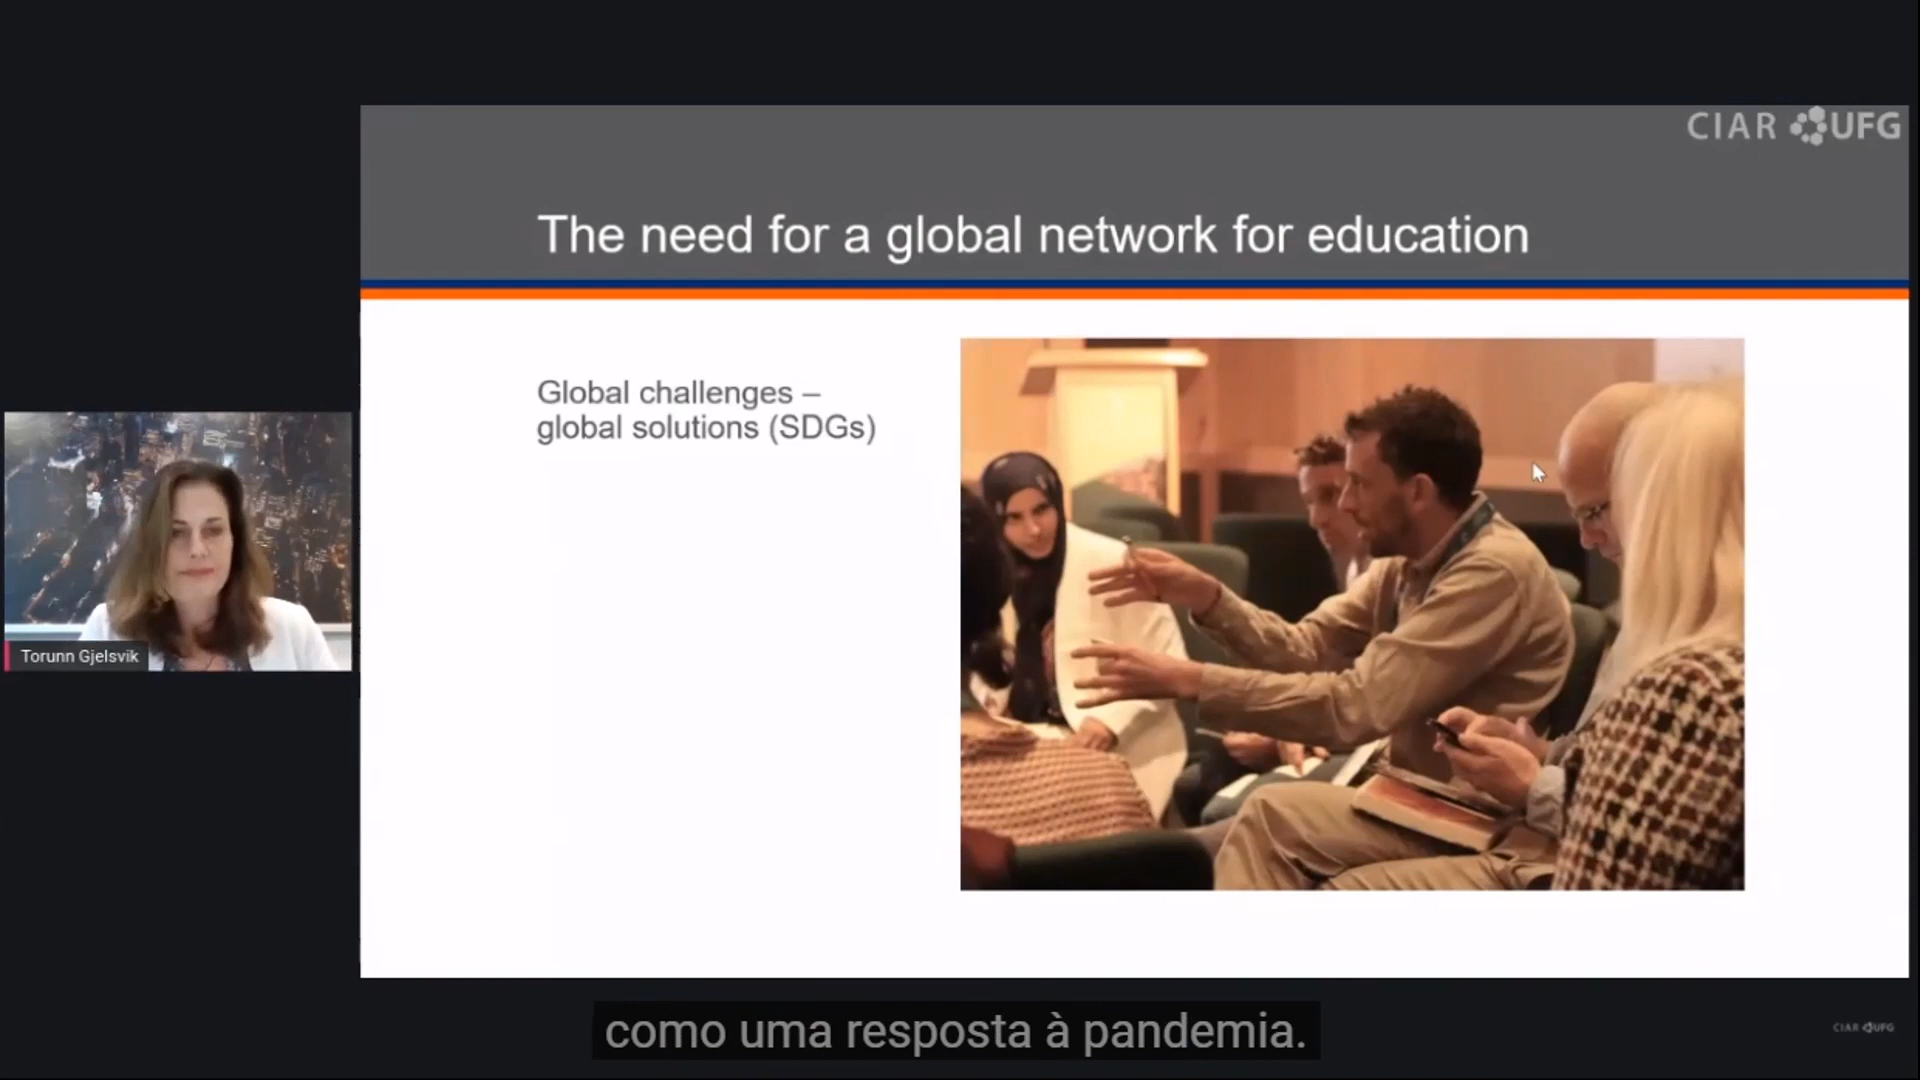 CIAR UFG
The need for a global network for education
Global challenges –
global solutions (SDGs)
Torunn Gjelsvik
como uma resposta à pandemia.
CIAR UFG